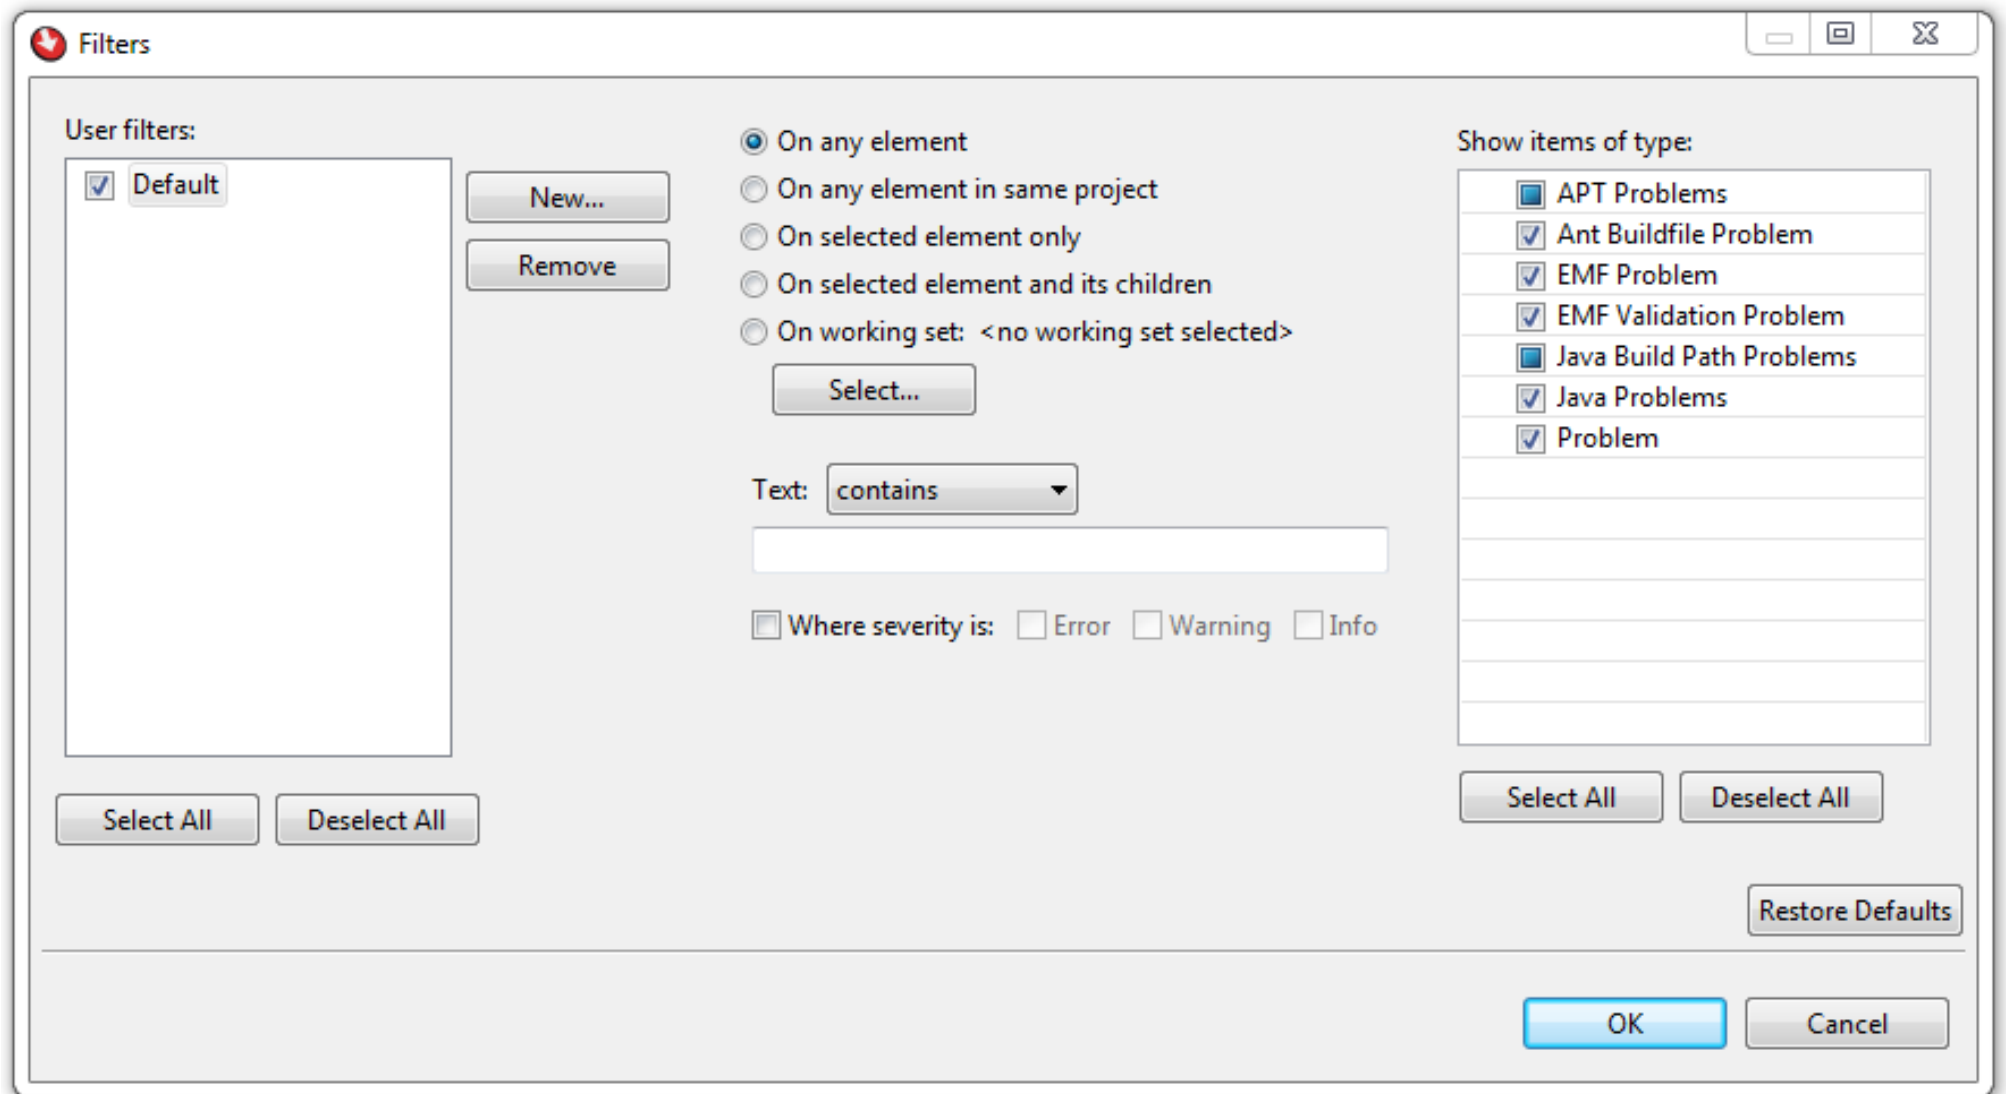 Filters
User filters:
Default
New...
Remove
Select All
Deselect All
On any element
On any element in same project
On selected element only
On selected element and its children
On working set:  <no working set selected>
Select...
Text: contains
Where severity is: Error Warning Info
Show items of type:
APT Problems
Ant Buildfile Problem
EMF Problem
EMF Validation Problem
Java Build Path Problems
Java Problems
Problem
Select All
Deselect All
Restore Defaults
OK
Cancel